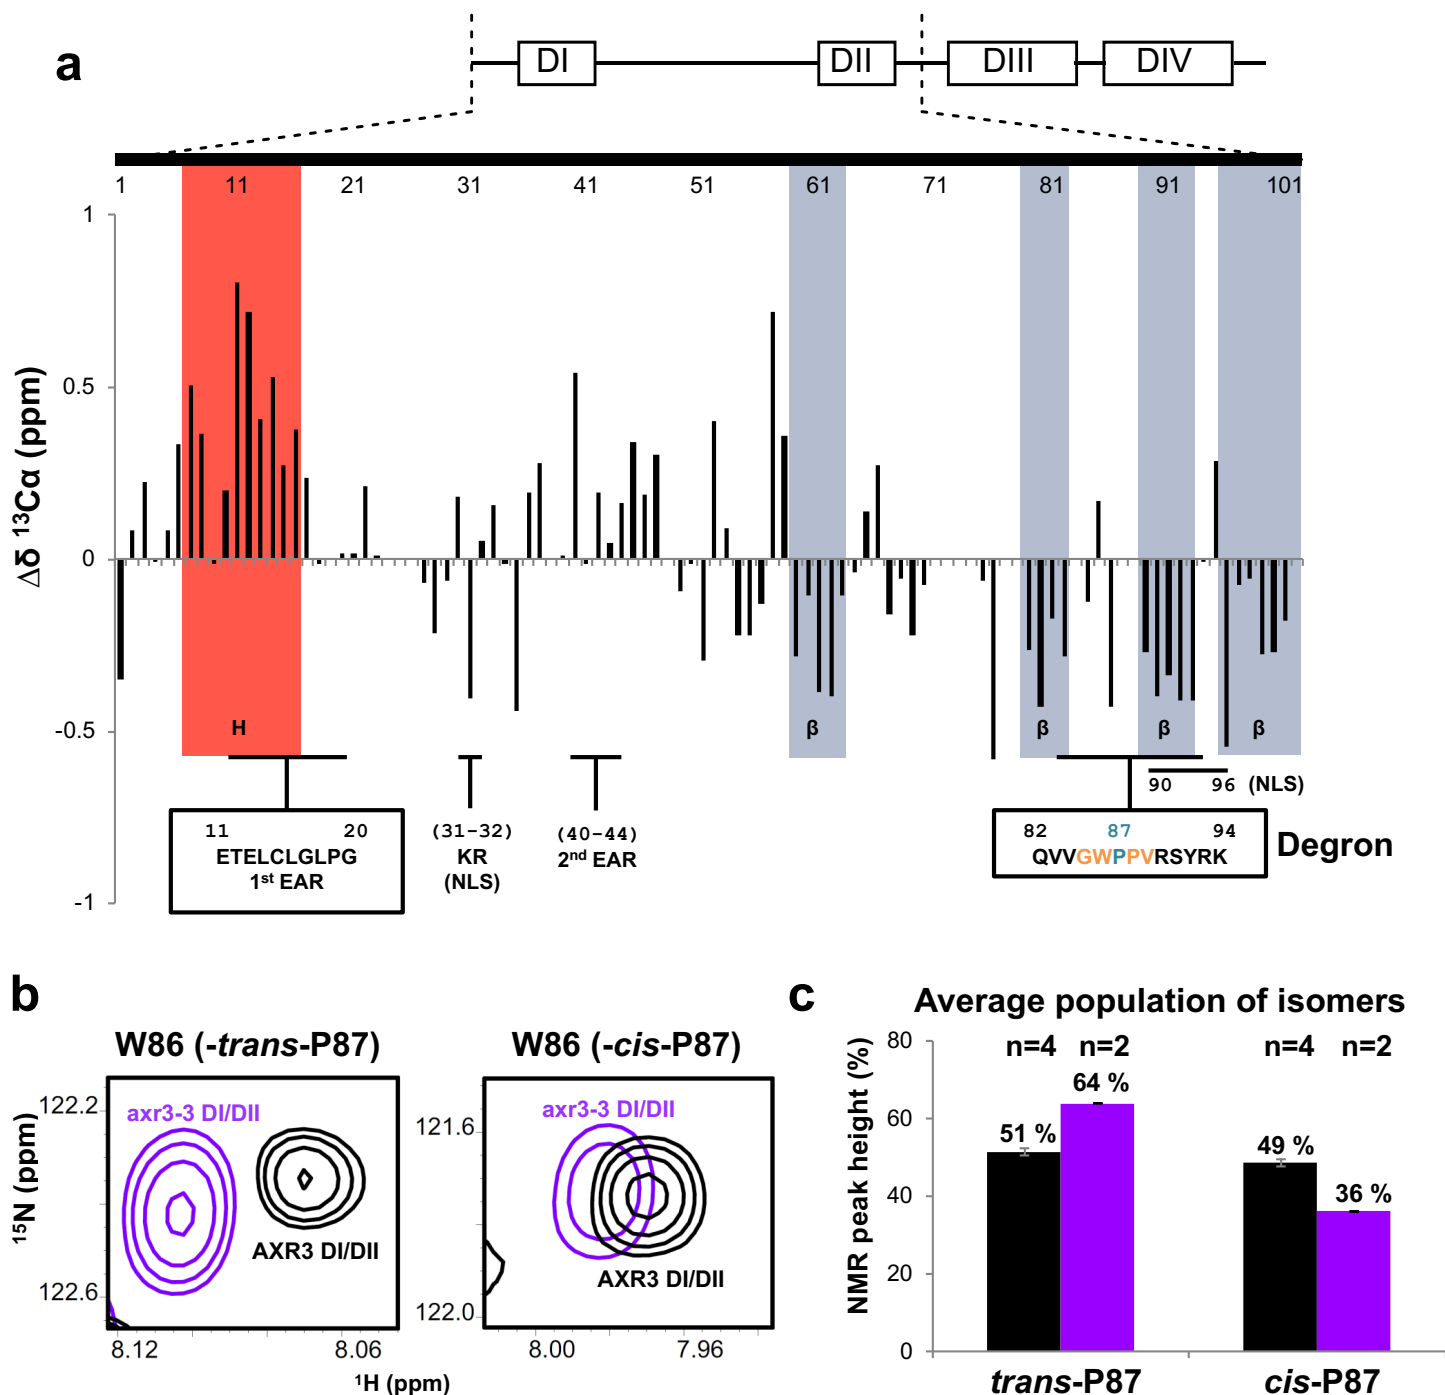 a
DI DII DIII DIV
1 11 21 31 41 51 61 71 81 91 101
1
0.5
0
-0.5
-1
Δδ ¹³Cα (ppm)
H β β β β
11 20
ETELCLGLPG
1st EAR
(31-32)
KR
(NLS)
(40-44)
2nd EAR
90 96 (NLS)
82 87 94
QVVGWPPVRSYRK
Degron
b
W86 (-trans-P87)
W86 (-cis-P87)
¹⁵N (ppm)
122.2
122.6
axr3-3 DI/DII
AXR3 DI/DII
8.12 8.06
121.6
122.0
axr3-3 DI/DII
AXR3 DI/DII
8.00 7.96
¹H (ppm)
c
Average population of isomers
NMR peak height (%)
80
60
40
20
0
n=4 n=2 n=4 n=2
51 % 64 % 49 % 36 %
trans-P87 cis-P87